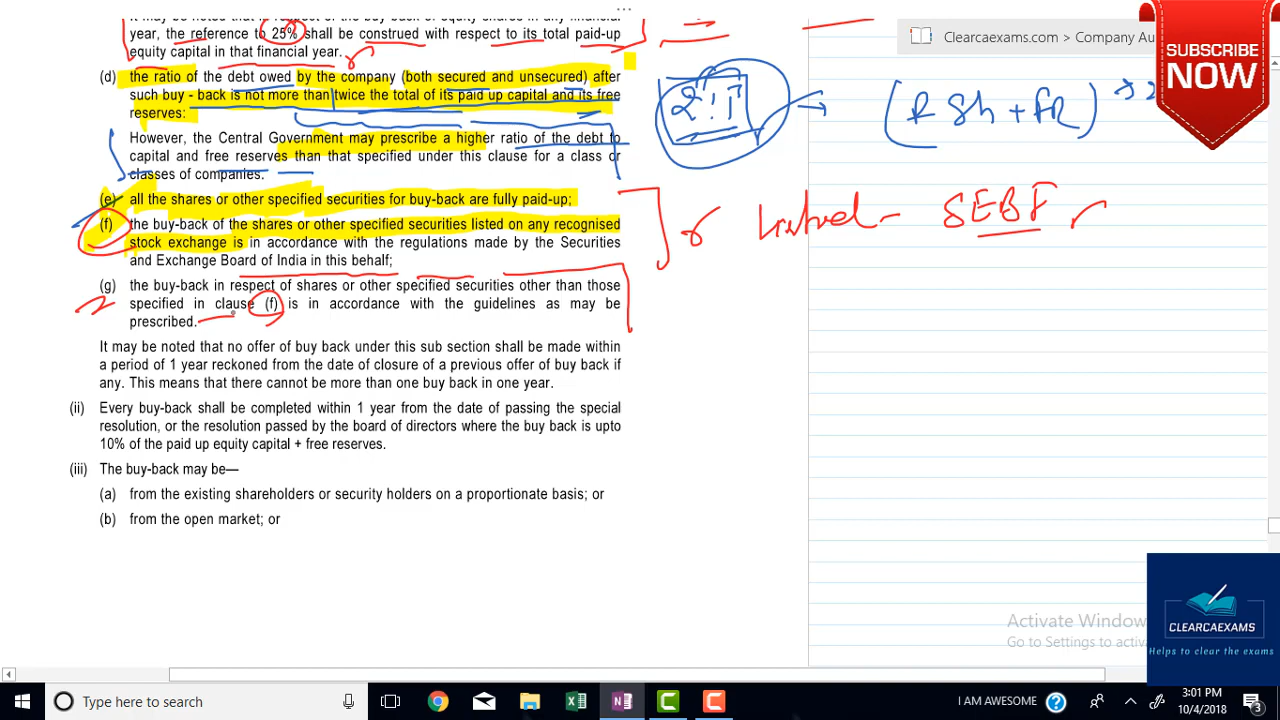 year, the reference to 25% shall be construed with respect to its total paid-up
equity capital in that financial year.
(d) the ratio of the debt owed by the company (both secured and unsecured) after
such buy - back is not more than twice the total of its paid up capital and its free
reserves:
However, the Central Government may prescribe a higher ratio of the debt to
capital and free reserves than that specified under this clause for a class or
classes of companies.
(e) all the shares or other specified securities for buy-back are fully paid-up;
(f) the buy-back of the shares or other specified securities listed on any recognised
stock exchange is in accordance with the regulations made by the Securities
and Exchange Board of India in this behalf;
(g) the buy-back in respect of shares or other specified securities other than those
specified in clause (f) is in accordance with the guidelines as may be
prescribed.
It may be noted that no offer of buy back under this sub section shall be made within
a period of 1 year reckoned from the date of closure of a previous offer of buy back if
any. This means that there cannot be more than one buy back in one year.
(ii) Every buy-back shall be completed within 1 year from the date of passing the special
resolution, or the resolution passed by the board of directors where the buy back is upto
10% of the paid up equity capital + free reserves.
(iii) The buy-back may be—
(a) from the existing shareholders or security holders on a proportionate basis; or
(b) from the open market; or
2:1
Clearcaexams.com > Company Au
SUBSCRIBE
NOW
Activate Window
Go to Settings to activ
CLEARCAEXAMS
Helps to clear the exams
Type here to search
I AM AWESOME
3:01 PM
10/4/2018
3